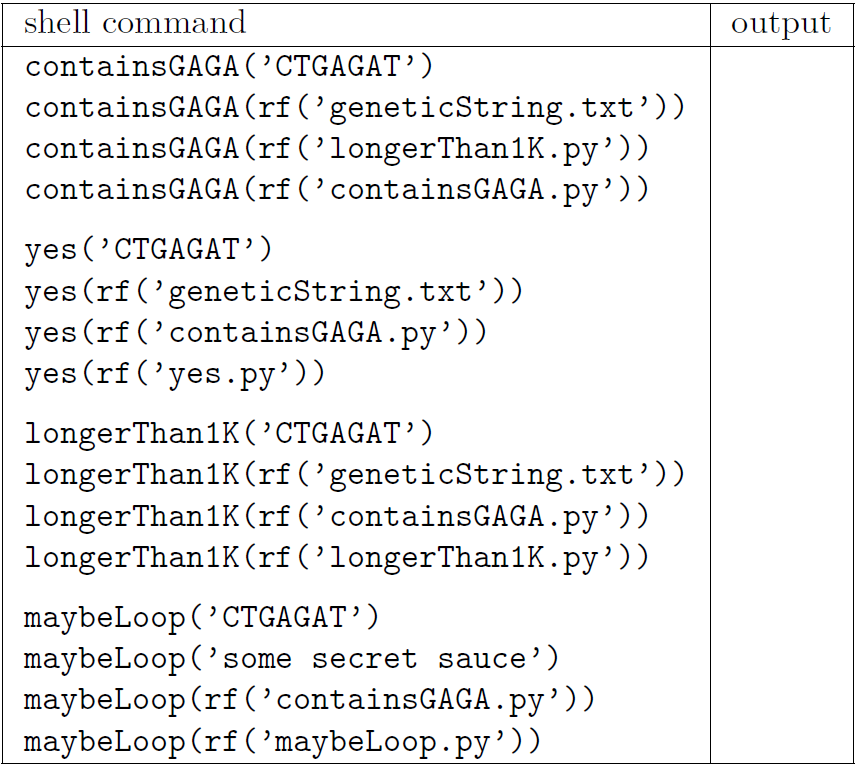 shell command output
containsGAGA('CTGAGAT')
containsGAGA(rf('geneticString.txt'))
containsGAGA(rf('longerThan1K.py'))
containsGAGA(rf('containsGAGA.py'))
yes('CTGAGAT')
yes(rf('geneticString.txt'))
yes(rf('containsGAGA.py'))
yes(rf('yes.py'))
longerThan1K('CTGAGAT')
longerThan1K(rf('geneticString.txt'))
longerThan1K(rf('containsGAGA.py'))
longerThan1K(rf('longerThan1K.py'))
maybeLoop('CTGAGAT')
maybeLoop('some secret sauce')
maybeLoop(rf('containsGAGA.py'))
maybeLoop(rf('maybeLoop.py'))